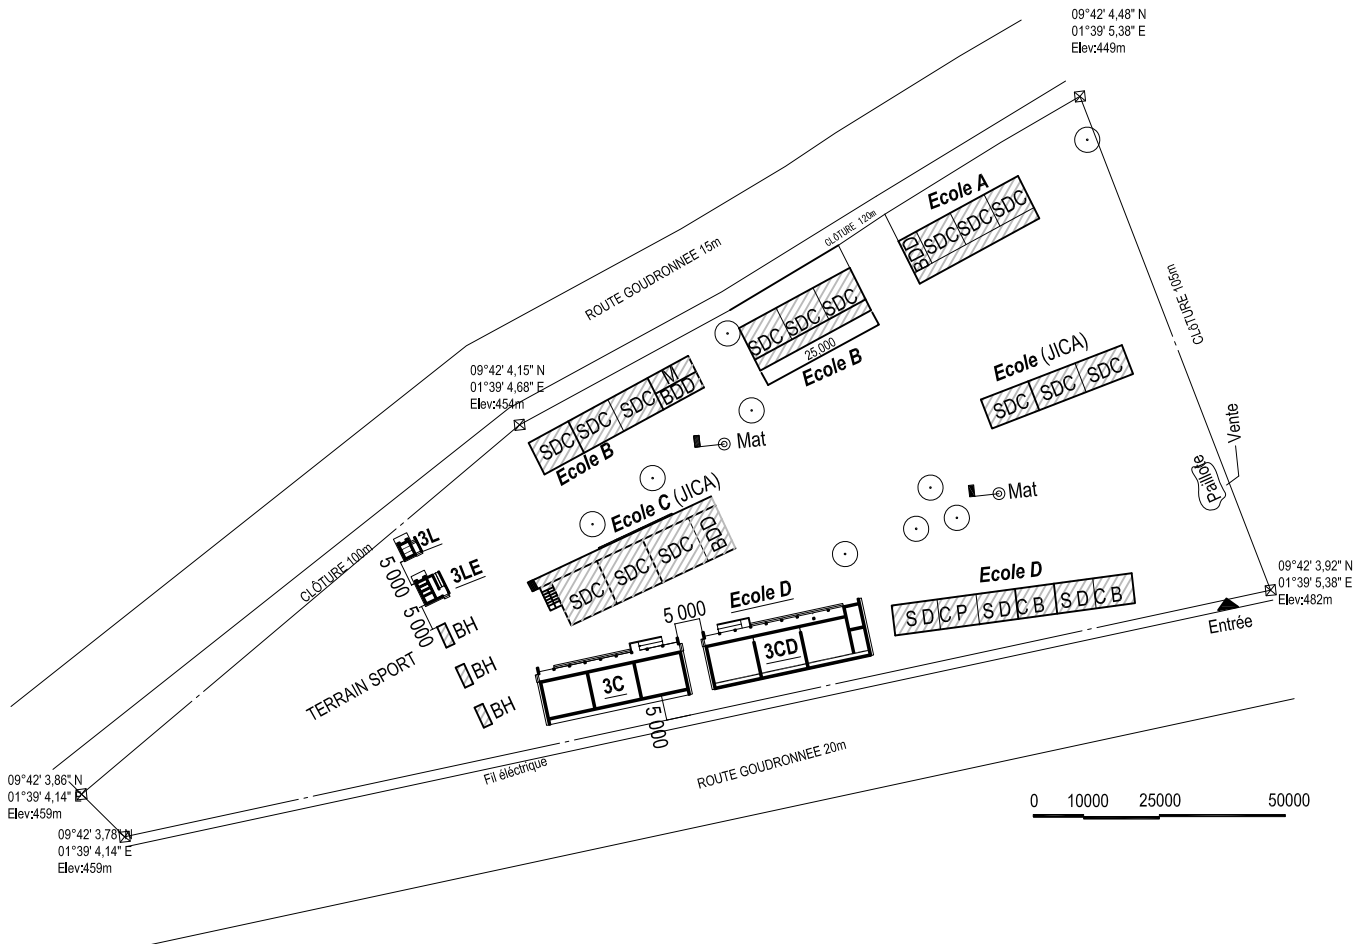 09°42' 4,48" N
01°39' 5,38" E
Elev:449m
Ecole A
BDD SDC SDC SDC
CLÔTURE 120m
ROUTE GOUDRONNEE 15m
CLÔTURE 105m
SDC SDC SDC
25,000
Ecole B
09°42' 4,15" N
01°39' 4,68" E
Elev:454m
SDC SDC SDC M
BDD
Ecole B
Mat
Ecole (JICA)
SDC SDC SDC
Vente
Paillote
Mat
Ecole C (JICA)
SDC SDC SDC BDD
3L
5 000
3LE
5 000
CLÔTURE 100m
BH
BH
BH
TERRAIN SPORT
Ecole D
5 000
3C
3CD
5 000
Ecole D
SDCP SDCB SDCB
09°42' 3,92" N
01°39' 5,38" E
Elev:482m
Entrée
Fil éléctrique
ROUTE GOUDRONNEE 20m
09°42' 3,86" N
01°39' 4,14" E
Elev:459m
09°42' 3,78" N
01°39' 4,14" E
Elev:459m
0 10000 25000 50000